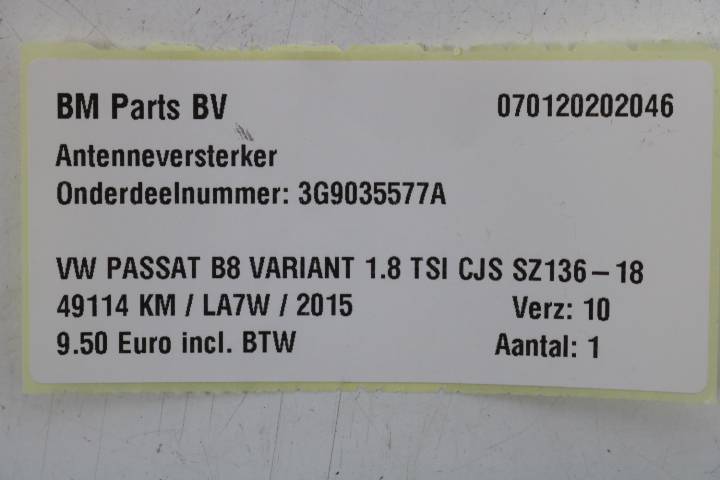 BM Parts BV 070120202046
Antenneversterker
Onderdeelnummer: 3G9035577A
VW PASSAT B8 VARIANT 1.8 TSI CJS SZ136-18
49114 KM / LA7W / 2015 Verz: 10
9.50 Euro incl. BTW Aantal: 1